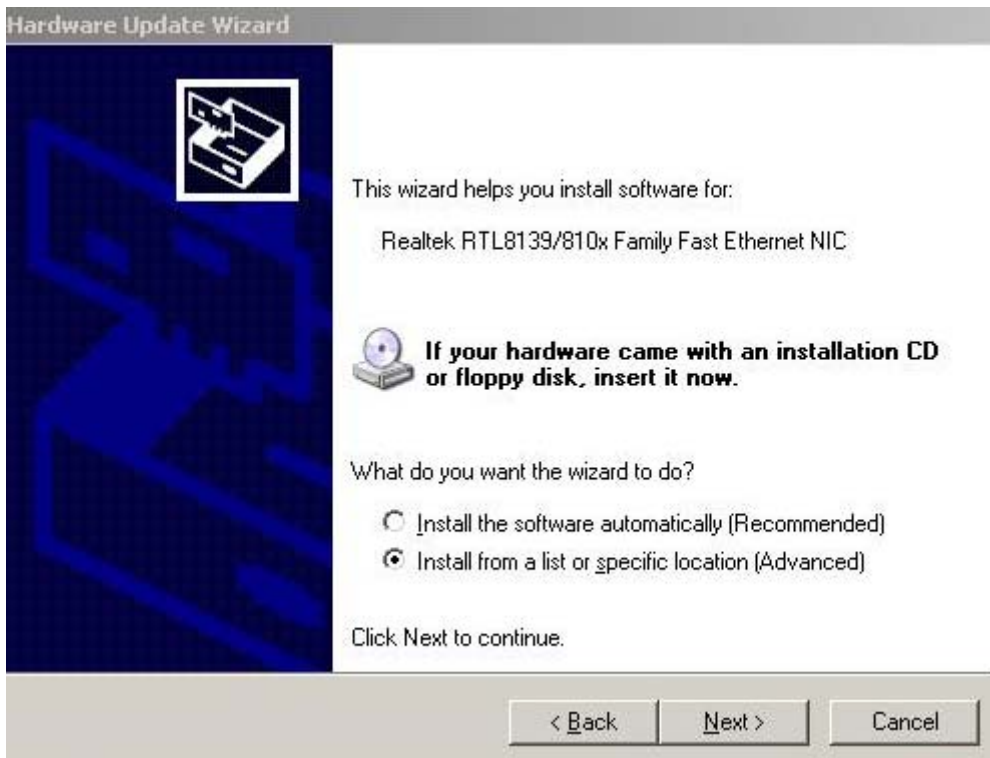 Hardware Update Wizard
This wizard helps you install software for:
Realtek RTL8139/810x Family Fast Ethernet NIC
If your hardware came with an installation CD
or floppy disk, insert it now.
What do you want the wizard to do?
Install the software automatically (Recommended)
Install from a list or specific location (Advanced)
Click Next to continue.
< Back Next > Cancel